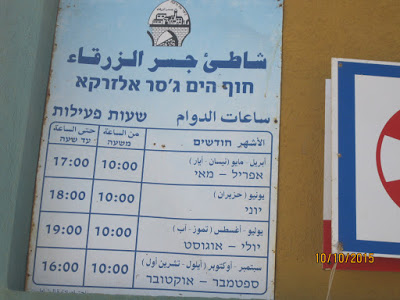 شاطئ جسر الزرقاء
חוף הים ג'סר אלזרקא
ساعات الدوام שעות פעילות
الأشهر חודשים من الساعة משעה حتى الساعة עד שעה
أبريل - مايو (نيسان - أيار)
אפריל – מאי 10:00 17:00
يونيو (حزيران)
יוני 10:00 18:00
يوليو - أغسطس (تموز - آب)
יולי – אוגוסט 10:00 19:00
سبتمبر - أوكتوبر (أيلول - تشرين أول)
ספטמבר – אוקטובר 10:00 16:00
10/10/2015